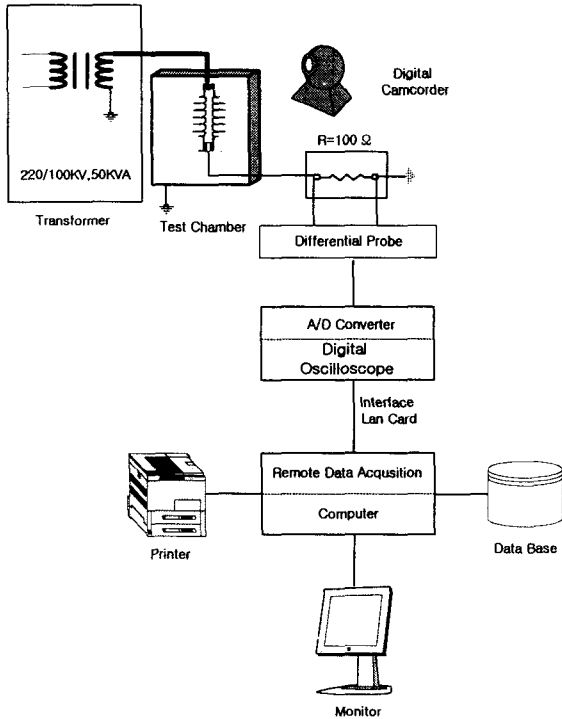 Digital
Camcorder
R=100 Ω
220/100KV,50KVA
Transformer
Test Chamber
Differential Probe
A/D Converter
Digital
Oscilloscope
Interface
Lan Card
Remote Data Acqusition
Computer
Printer
Data Base
Monitor